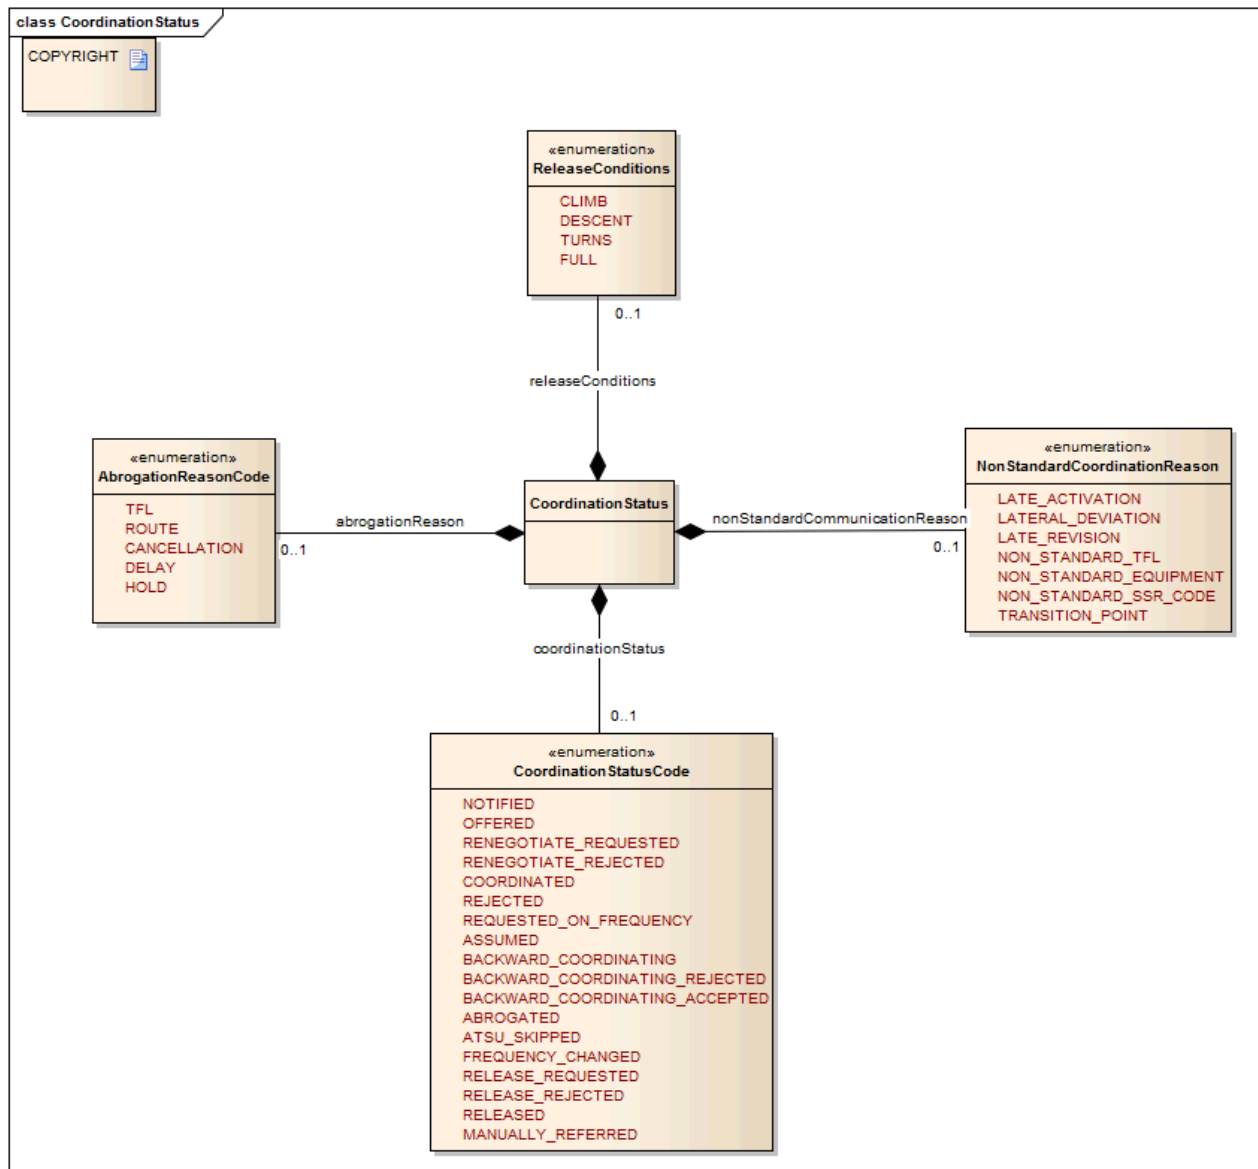 class CoordinationStatus
COPYRIGHT
«enumeration»
ReleaseConditions
CLIMB
DESCENT
TURNS
FULL
0..1
releaseConditions
«enumeration»
AbrogationReasonCode
TFL
ROUTE
CANCELLATION
DELAY
HOLD
abrogationReason
0..1
CoordinationStatus
nonStandardCommunicationReason
0..1
«enumeration»
NonStandardCoordinationReason
LATE_ACTIVATION
LATERAL_DEVIATION
LATE_REVISION
NON_STANDARD_TFL
NON_STANDARD_EQUIPMENT
NON_STANDARD_SSR_CODE
TRANSITION_POINT
coordinationStatus
0..1
«enumeration»
CoordinationStatusCode
NOTIFIED
OFFERED
RENEGOTIATE_REQUESTED
RENEGOTIATE_REJECTED
COORDINATED
REJECTED
REQUESTED_ON_FREQUENCY
ASSUMED
BACKWARD_COORDINATING
BACKWARD_COORDINATING_REJECTED
BACKWARD_COORDINATING_ACCEPTED
ABROGATED
ATSU_SKIPPED
FREQUENCY_CHANGED
RELEASE_REQUESTED
RELEASE_REJECTED
RELEASED
MANUALLY_REFERRED